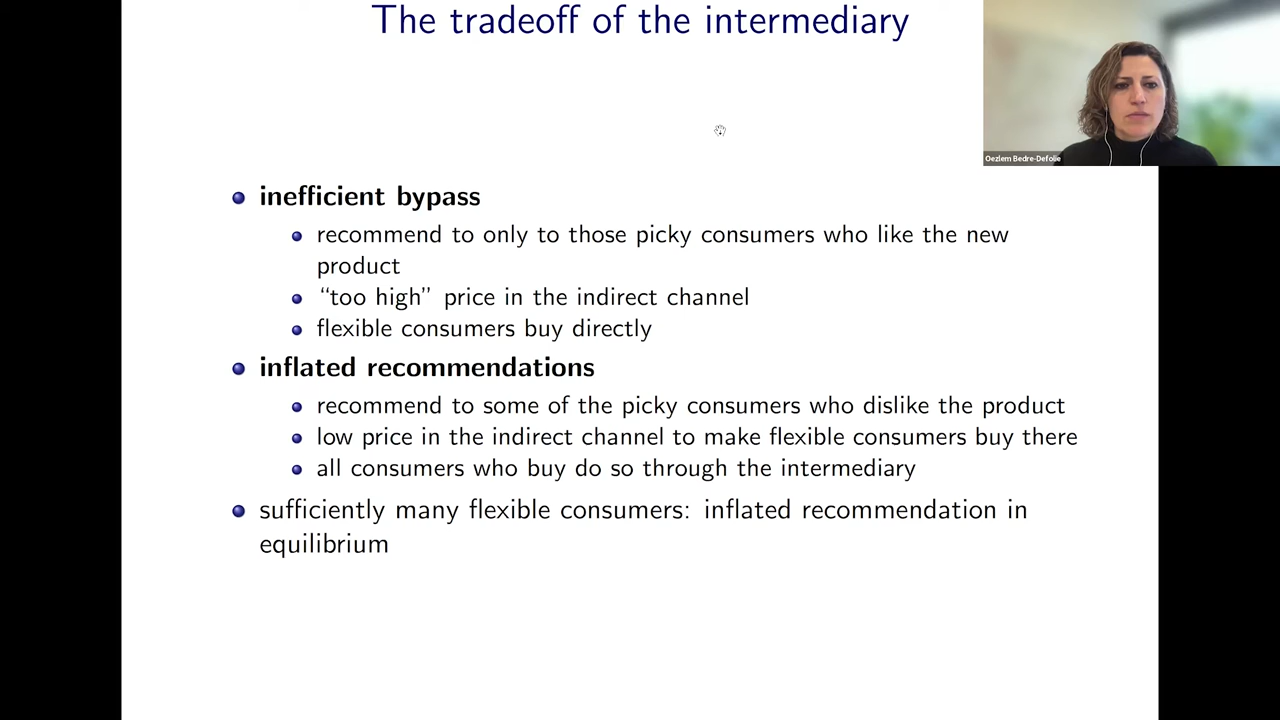 The tradeoff of the intermediary
Oezlem Bedre-Defolie
inefficient bypass
recommend to only to those picky consumers who like the new
product
“too high” price in the indirect channel
flexible consumers buy directly
inflated recommendations
recommend to some of the picky consumers who dislike the product
low price in the indirect channel to make flexible consumers buy there
all consumers who buy do so through the intermediary
sufficiently many flexible consumers: inflated recommendation in
equilibrium